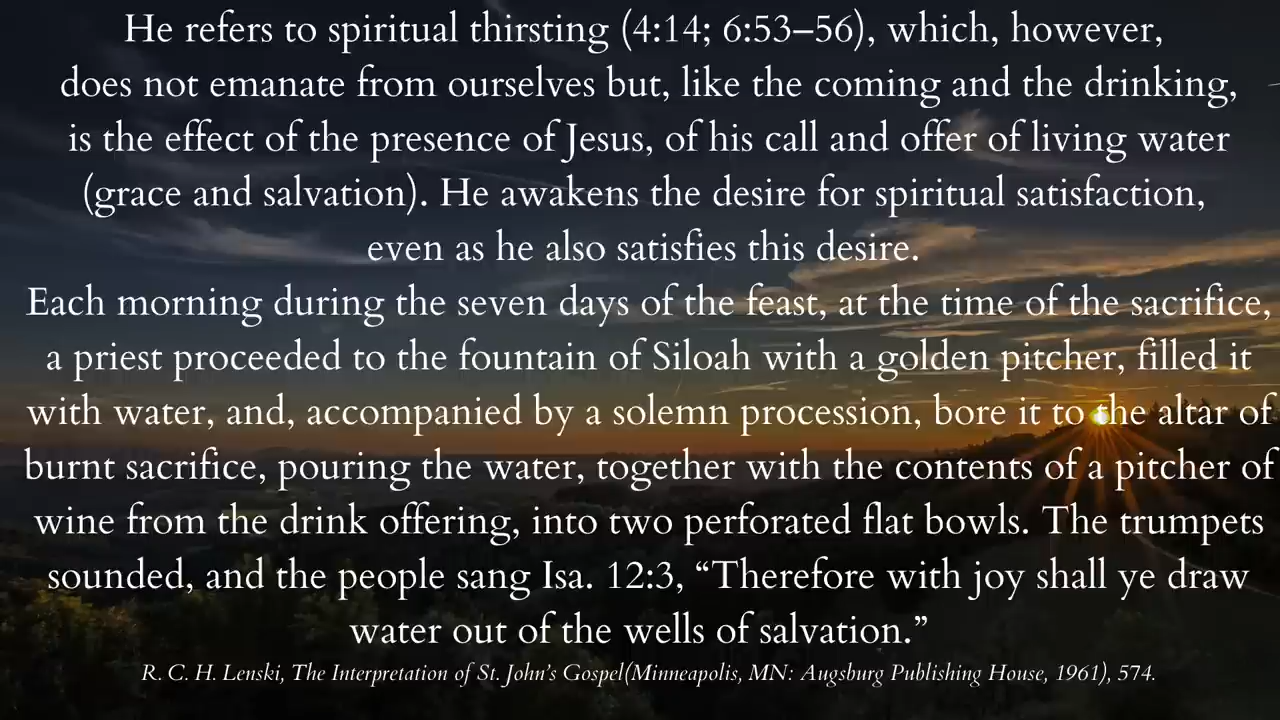 He refers to spiritual thirsting (4:14; 6:53–56), which, however,
does not emanate from ourselves but, like the coming and the drinking,
is the effect of the presence of Jesus, of his call and offer of living water
(grace and salvation). He awakens the desire for spiritual satisfaction,
even as he also satisfies this desire.
Each morning during the seven days of the feast, at the time of the sacrifice,
a priest proceeded to the fountain of Siloah with a golden pitcher, filled it
with water, and, accompanied by a solemn procession, bore it to the altar of
burnt sacrifice, pouring the water, together with the contents of a pitcher of
wine from the drink offering, into two perforated flat bowls. The trumpets
sounded, and the people sang Isa. 12:3, “Therefore with joy shall ye draw
water out of the wells of salvation.”
R. C. H. Lenski, The Interpretation of St. John’s Gospel(Minneapolis, MN: Augsburg Publishing House, 1961), 574.